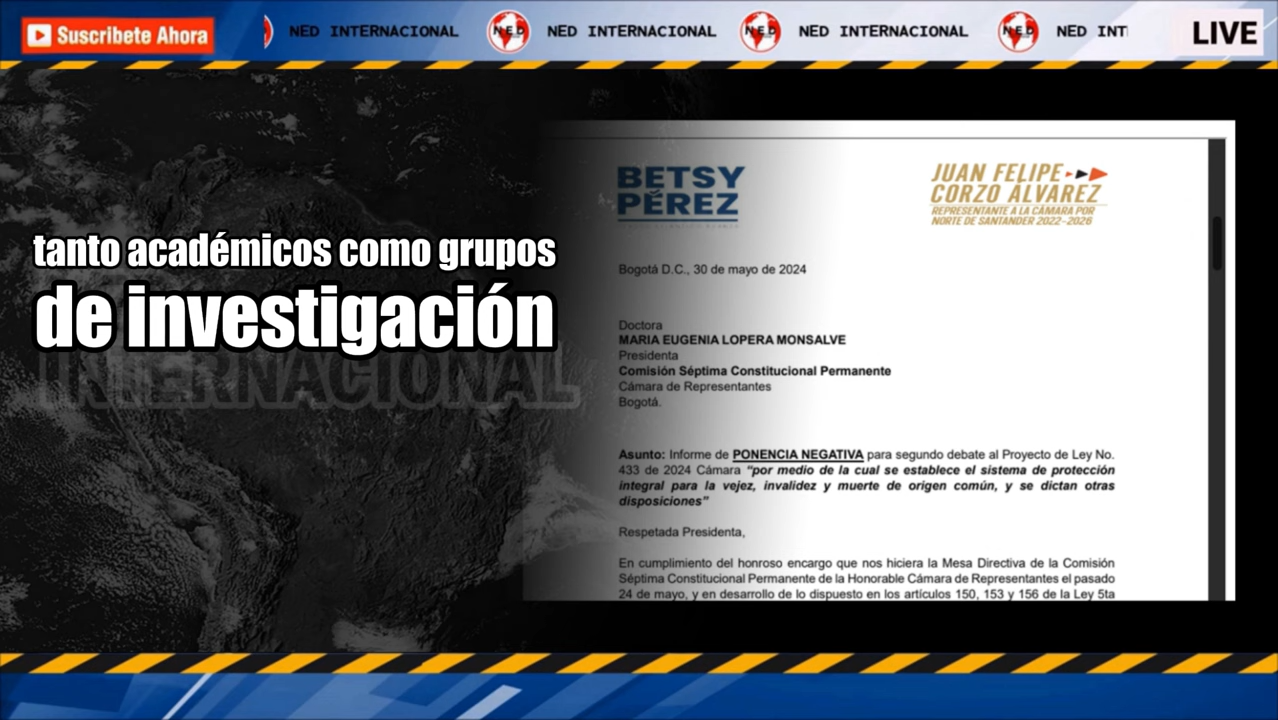 Suscribete Ahora
NED INTERNACIONAL NED NED INTERNACIONAL NED NED INTERNACIONAL NED NED INT
LIVE
tanto académicos como grupos
de investigación
INTERNACIONAL
BETSY
PÉREZ
JUAN FELIPE
CORZO ÁLVAREZ
REPRESENTANTE A LA CÁMARA POR
NORTE DE SANTANDER 2022-2026
Bogotá D.C., 30 de mayo de 2024
Doctora
MARIA EUGENIA LOPERA MONSALVE
Presidenta
Comisión Séptima Constitucional Permanente
Cámara de Representantes
Bogotá.
Asunto: Informe de PONENCIA NEGATIVA para segundo debate al Proyecto de Ley No.
433 de 2024 Cámara “por medio de la cual se establece el sistema de protección
integral para la vejez, invalidez y muerte de origen común, y se dictan otras
disposiciones”
Respetada Presidenta,
En cumplimiento del honroso encargo que nos hiciera la Mesa Directiva de la Comisión
Séptima Constitucional Permanente de la Honorable Cámara de Representantes el pasado
24 de mayo, y en desarrollo de lo dispuesto en los artículos 150, 153 y 156 de la Ley 5ta